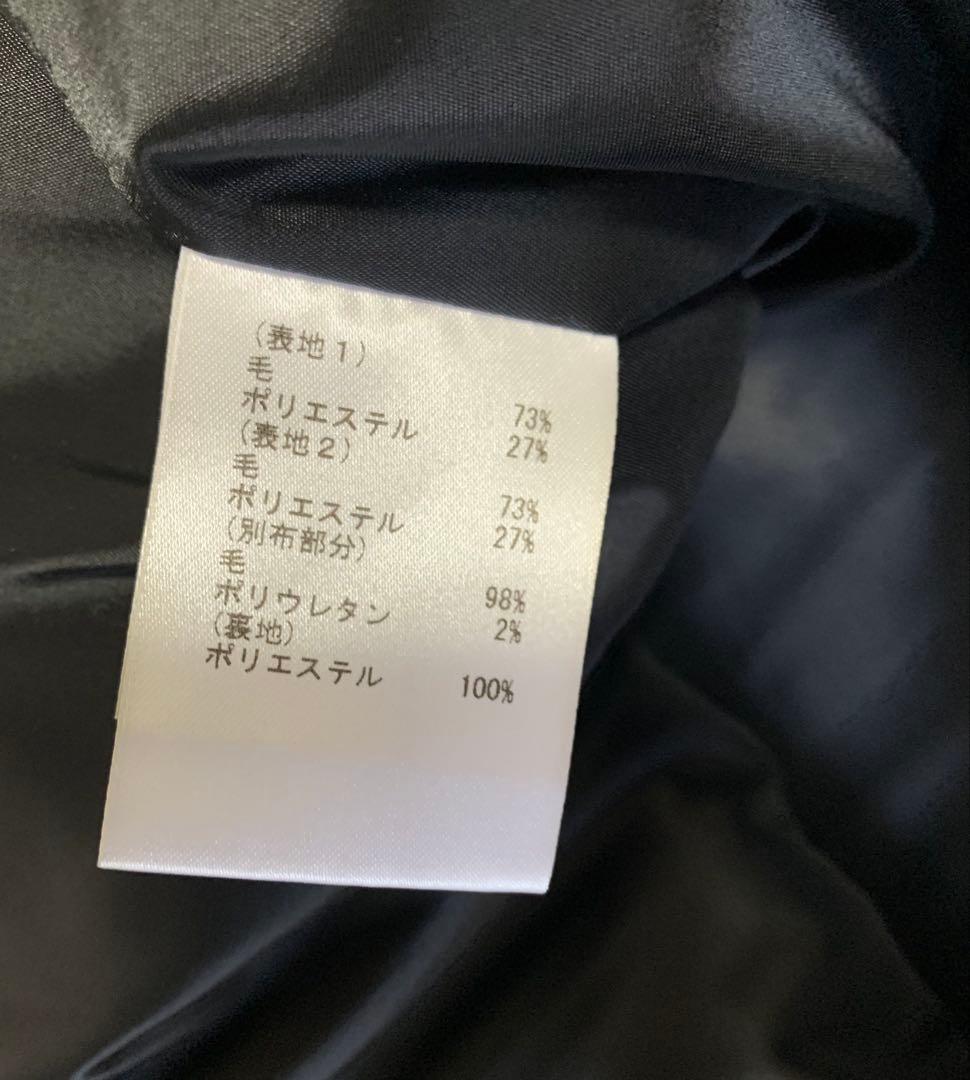 (表地1)
毛 73%
ポリエステル 27%
(表地2)
毛 73%
ポリエステル 27%
(別布部分)
毛 98%
ポリウレタン 2%
(裏地)
ポリエステル 100%